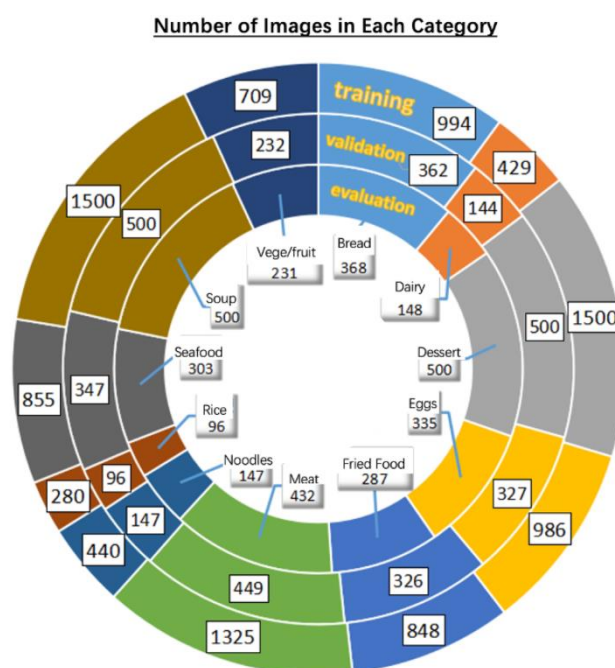 Number of Images in Each Category
training
994
validation
362
evaluation
Bread
368
429
144
Dairy
148
1500
500
Dessert
500
986
327
Eggs
335
848
326
Fried Food
287
1325
449
Meat
432
440
147
Noodles
147
280
96
Rice
96
855
347
Seafood
303
1500
500
Soup
500
709
232
Vege/fruit
231